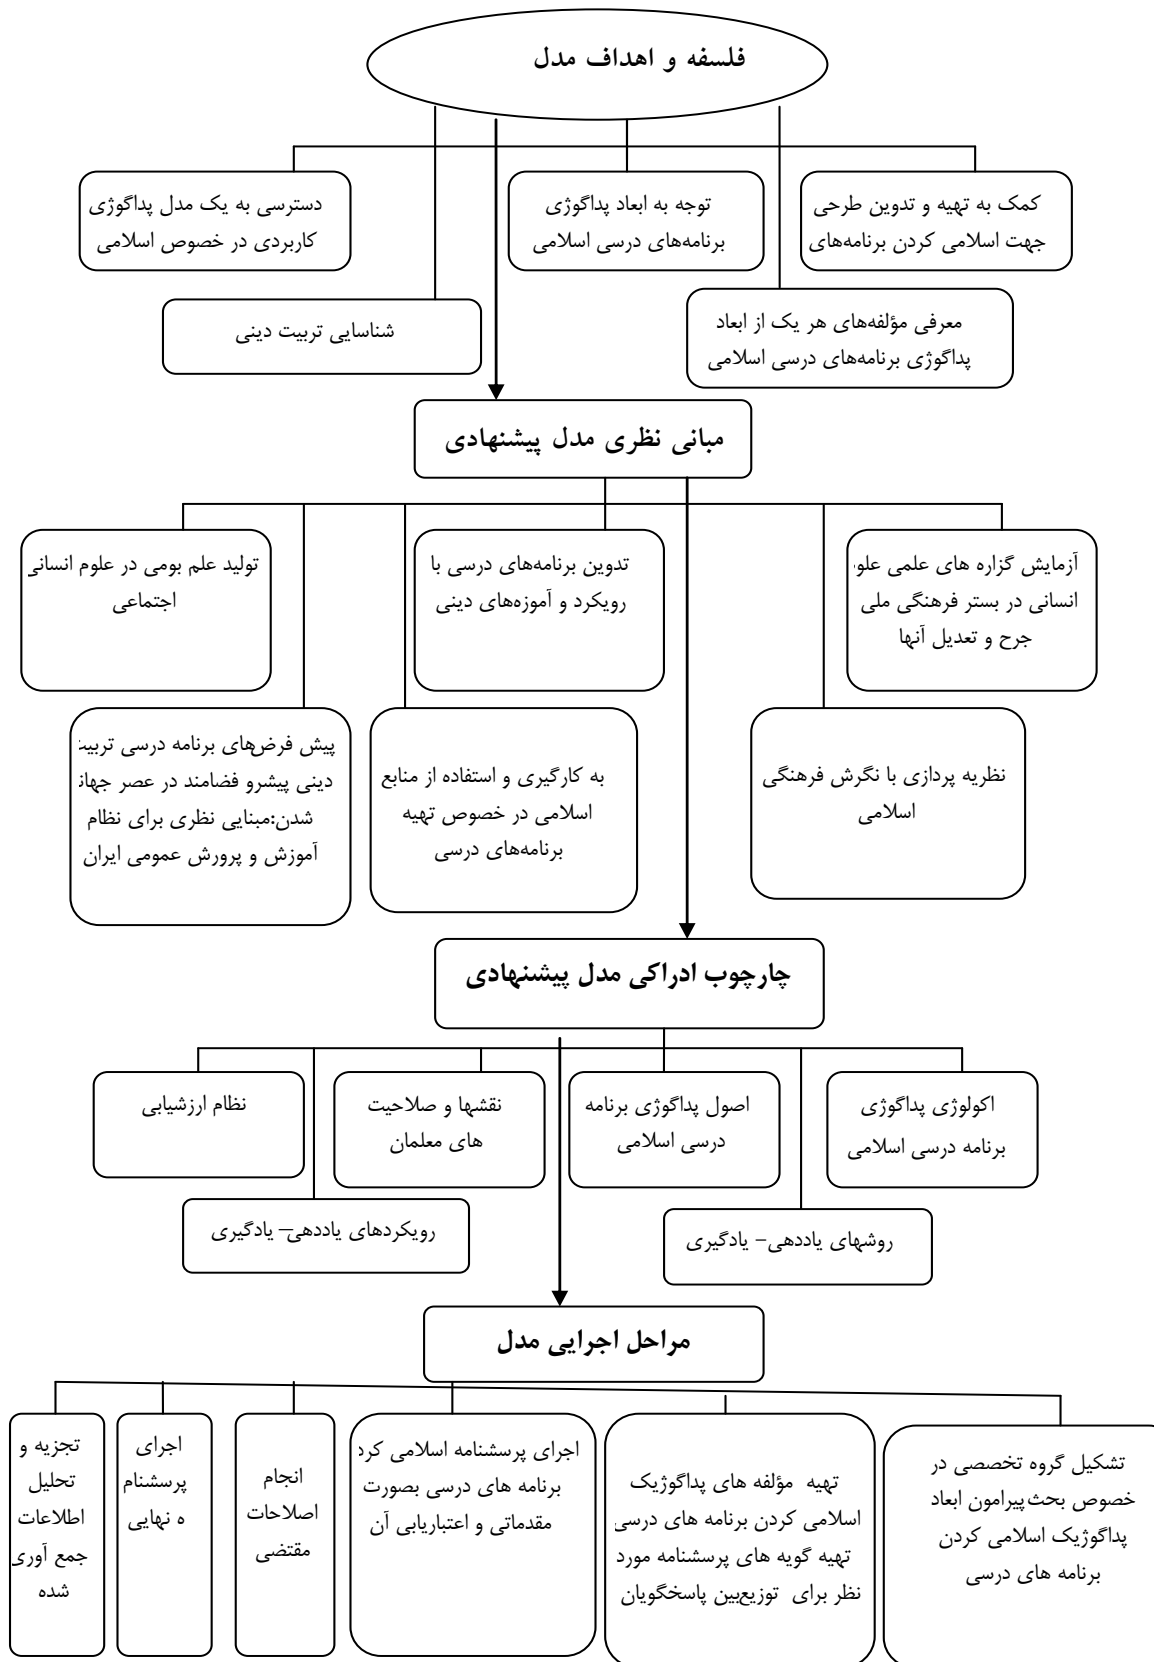 فلسفه و اهداف مدل
کمک به تهیه و تدوین طرحی
جهت اسلامی کردن برنامه‌های
توجه به ابعاد پداگوژی
برنامه‌های درسی اسلامی
دسترسی به یک مدل پداگوژی
کاربردی در خصوص اسلامی
معرفی مؤلفه‌های هر یک از ابعاد
پداگوژی برنامه‌های درسی اسلامی
شناسایی تربیت دینی
مبانی نظری مدل پیشنهادی
آزمایش گزاره های علمی علوم
انسانی در بستر فرهنگی ملی
جرح و تعدیل آنها
تدوین برنامه‌های درسی با
رویکرد و آموزه‌های دینی
تولید علم بومی در علوم انسانی
اجتماعی
نظریه پردازی با نگرش فرهنگی
اسلامی
به کارگیری و استفاده از منابع
اسلامی در خصوص تهیه
برنامه‌های درسی
پیش فرض‌های برنامه درسی تربیت
دینی پیشرو فضامند در عصر جهان
شدن:مبنایی نظری برای نظام
آموزش و پرورش عمومی ایران
چارچوب ادراکی مدل پیشنهادی
اکولوژی پداگوژی
برنامه درسی اسلامی
اصول پداگوژی برنامه
درسی اسلامی
نقشها و صلاحیت
های معلمان
نظام ارزشیابی
روشهای یاددهی– یادگیری
رویکردهای یاددهی– یادگیری
مراحل اجرایی مدل
تشکیل گروه تخصصی در
خصوص بحث پیرامون ابعاد
پداگوژیک اسلامی کردن
برنامه های درسی
تهیه مؤلفه های پداگوژیک
اسلامی کردن برنامه های درسی
تهیه گویه های پرسشنامه مورد
نظر برای توزیع‌بین پاسخگویان
اجرای پرسشنامه اسلامی کرد
برنامه های درسی بصورت
مقدماتی و اعتباریابی آن
انجام
اصلاحات
مقتضی
اجرای
پرسشنام
ه نهایی
تجزیه و
تحلیل
اطلاعات
جمع آوری
شده